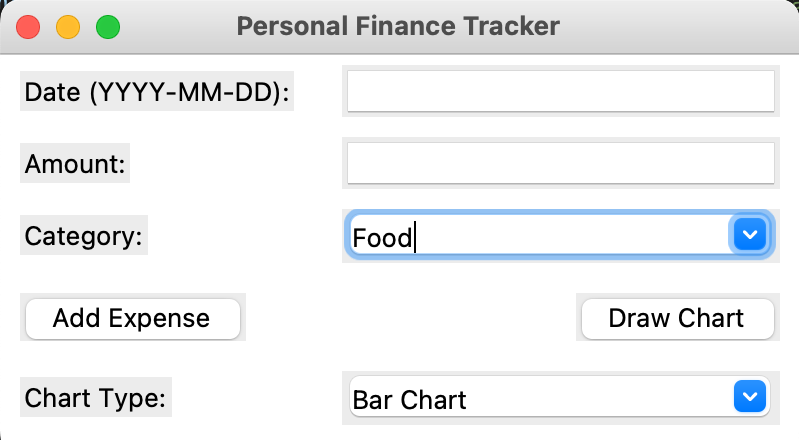 Personal Finance Tracker
Date (YYYY-MM-DD):
Amount:
Category:
Food
Add Expense
Draw Chart
Chart Type:
Bar Chart